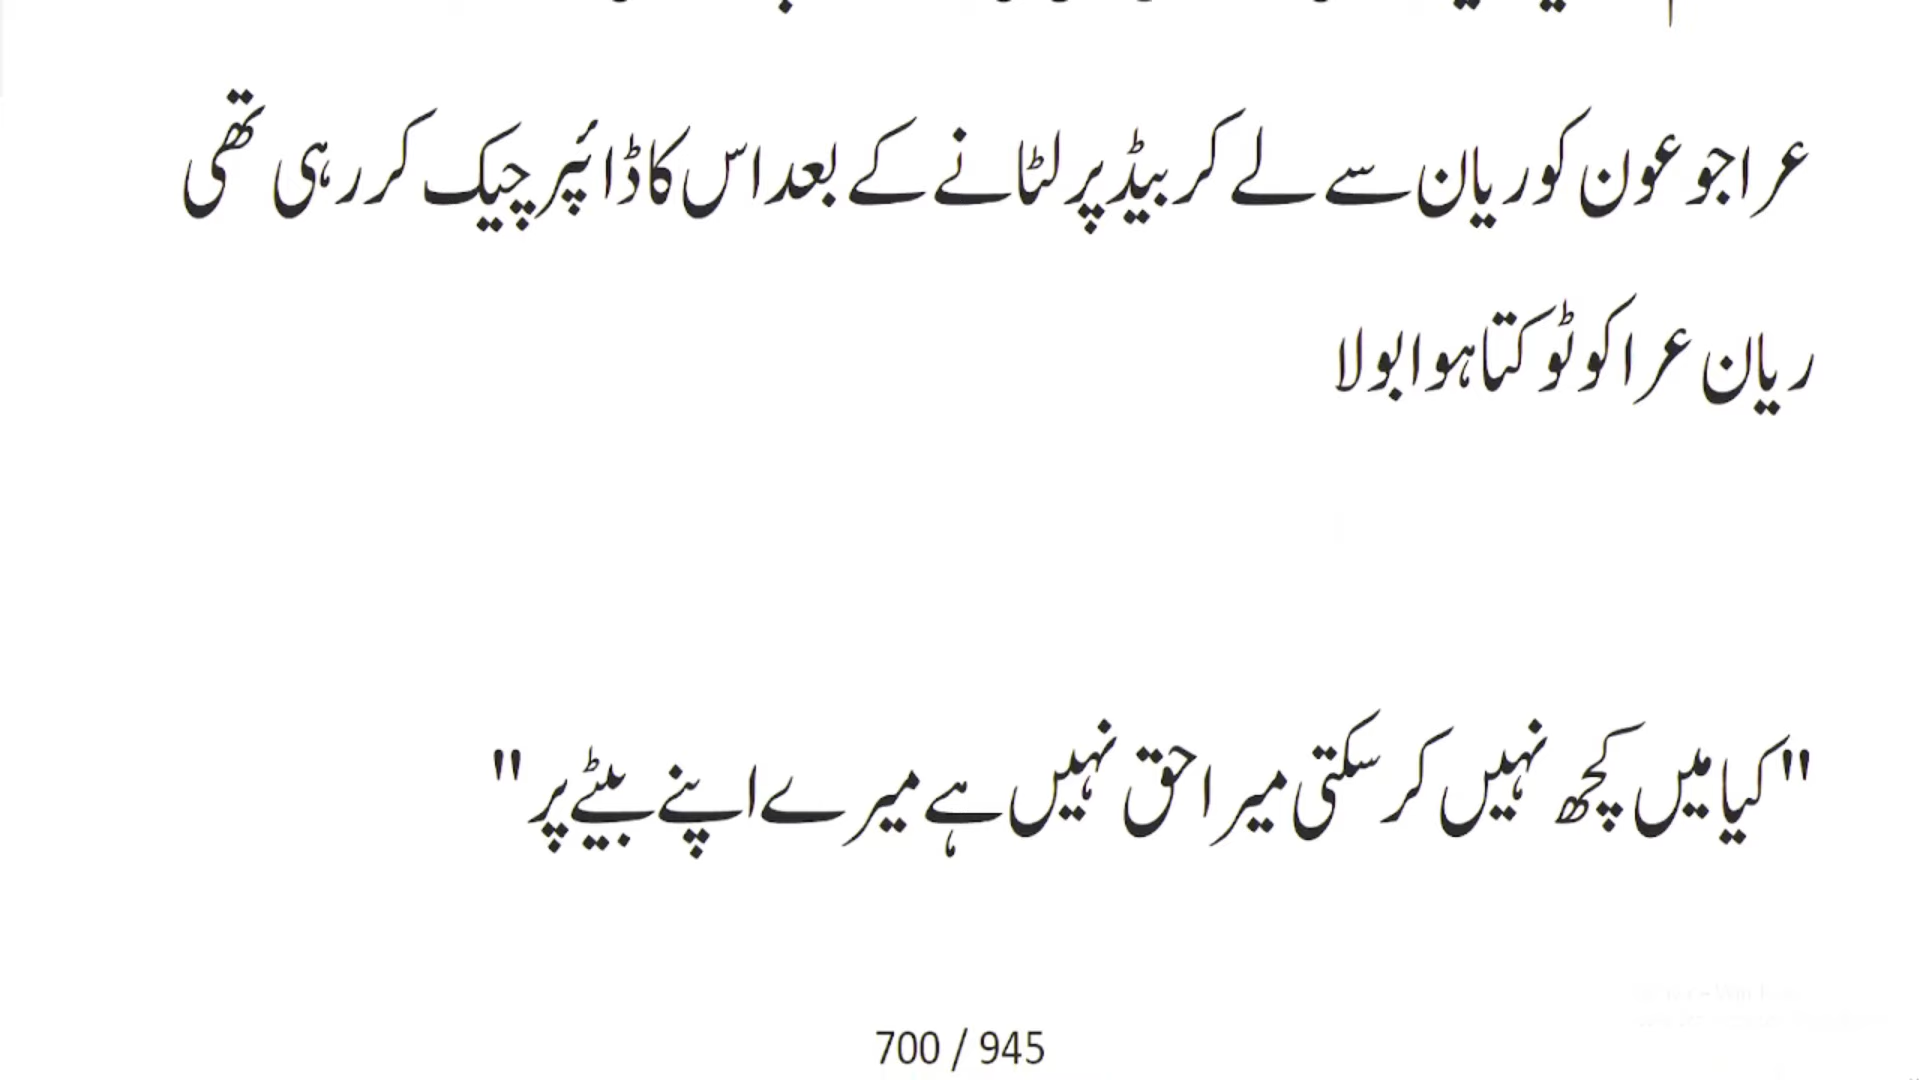 عرا جو عون کو ریان سے لے کر بیڈ پر لٹانے کے بعد اس کا ڈائپر چیک کر رہی تھی
ریان عرا کو ٹوکتا ہوا بولا
"کیا میں کچھ نہیں کر سکتی میرا حق نہیں ہے میرے اپنے بیٹے پر"
700 / 945